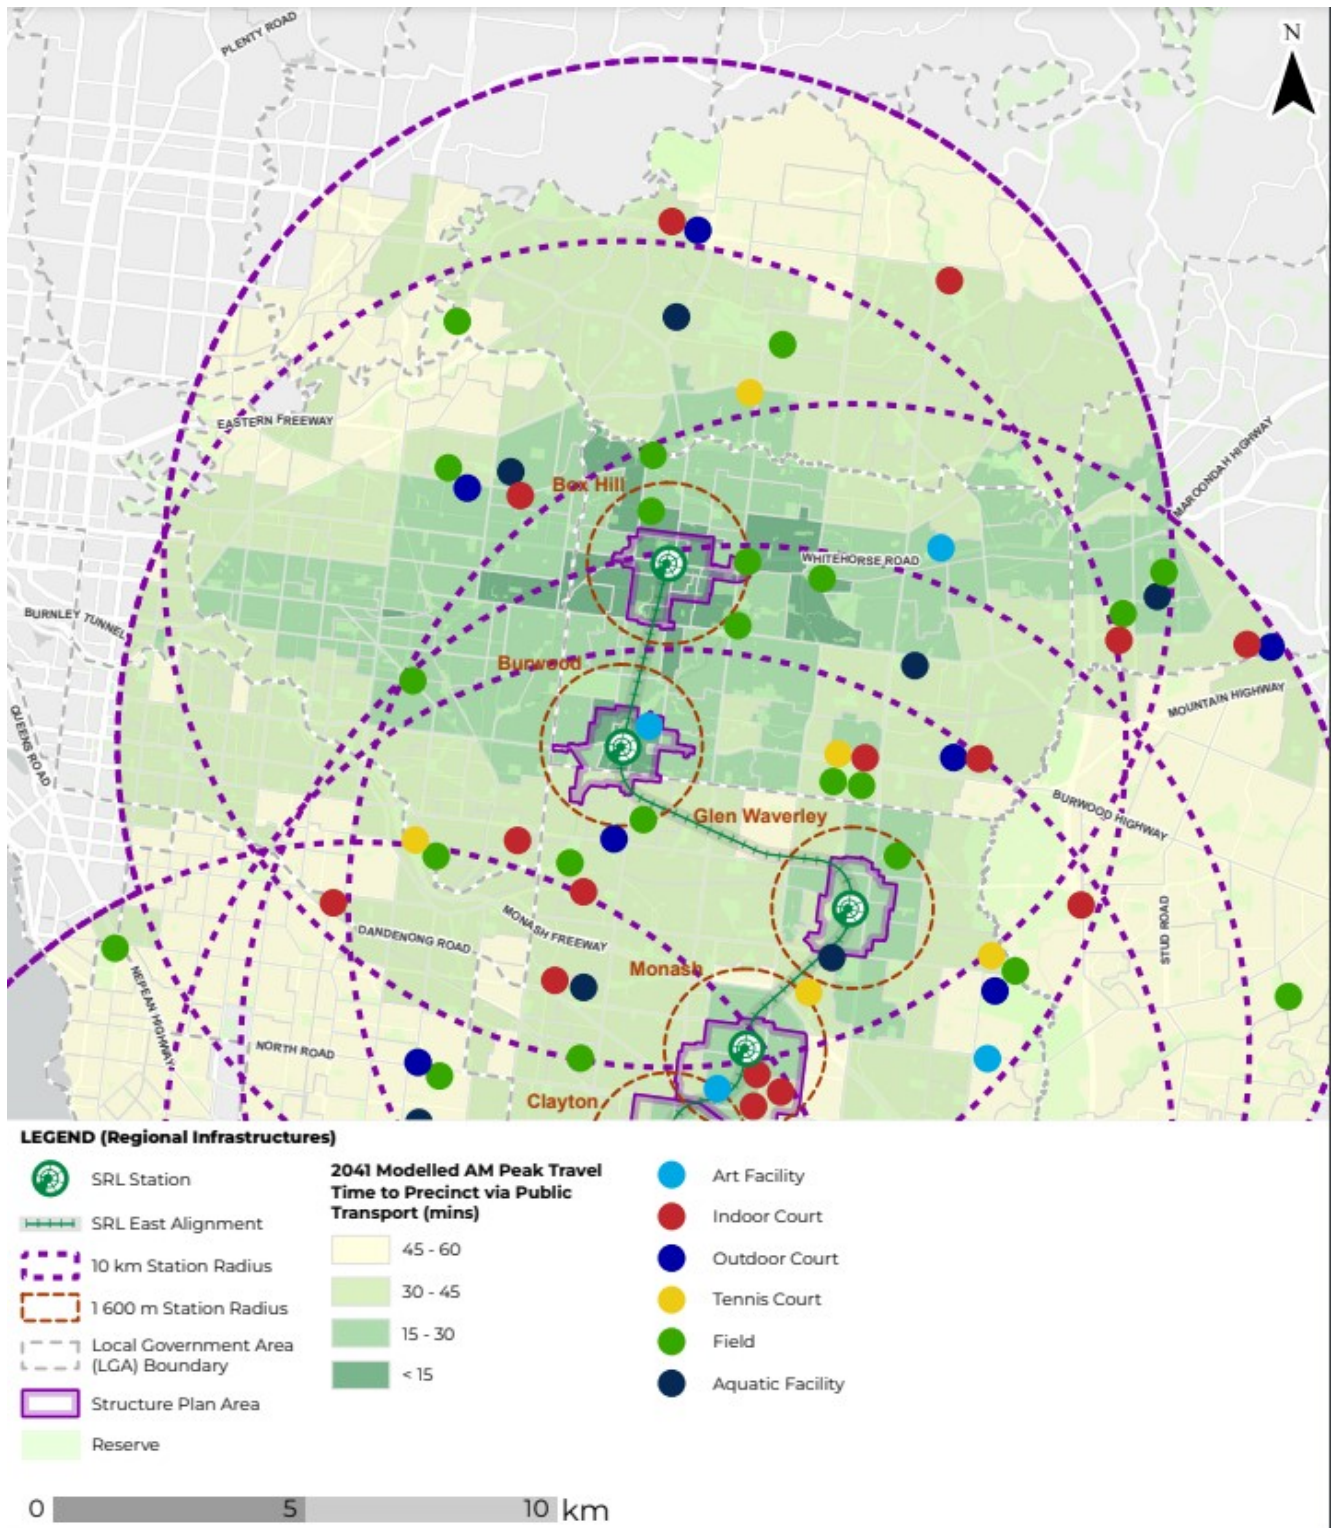 PLENTY ROAD
N
EASTERN FREEWAY
MAROONDAH HIGHWAY
Box Hill
WHITEHORSE ROAD
BURNLEY TUNNEL
Burwood
MOUNTAIN HIGHWAY
QUEENS ROAD
BURWOOD HIGHWAY
Glen Waverley
MONASH FREEWAY
DANDENONG ROAD
STUD ROAD
Monash
NEPEAN HIGHWAY
NORTH ROAD
Clayton
LEGEND (Regional Infrastructures)
SRL Station
SRL East Alignment
10 km Station Radius
1 600 m Station Radius
Local Government Area
(LGA) Boundary
Structure Plan Area
Reserve
2041 Modelled AM Peak Travel
Time to Precinct via Public
Transport (mins)
45 - 60
30 - 45
15 - 30
< 15
Art Facility
Indoor Court
Outdoor Court
Tennis Court
Field
Aquatic Facility
0 5 10 km